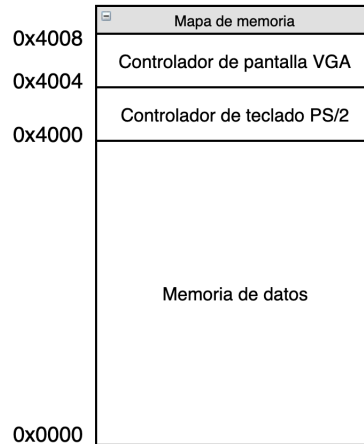 Mapa de memoria
0x4008
Controlador de pantalla VGA
0x4004
Controlador de teclado PS/2
0x4000
Memoria de datos
0x0000